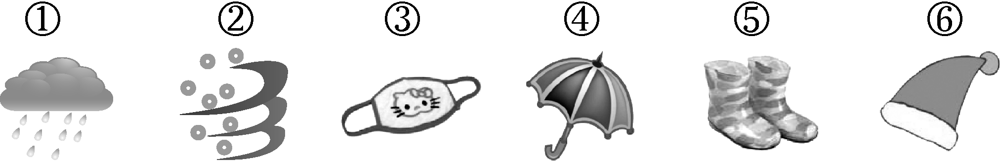 ① ② ③ ④ ⑤ ⑥